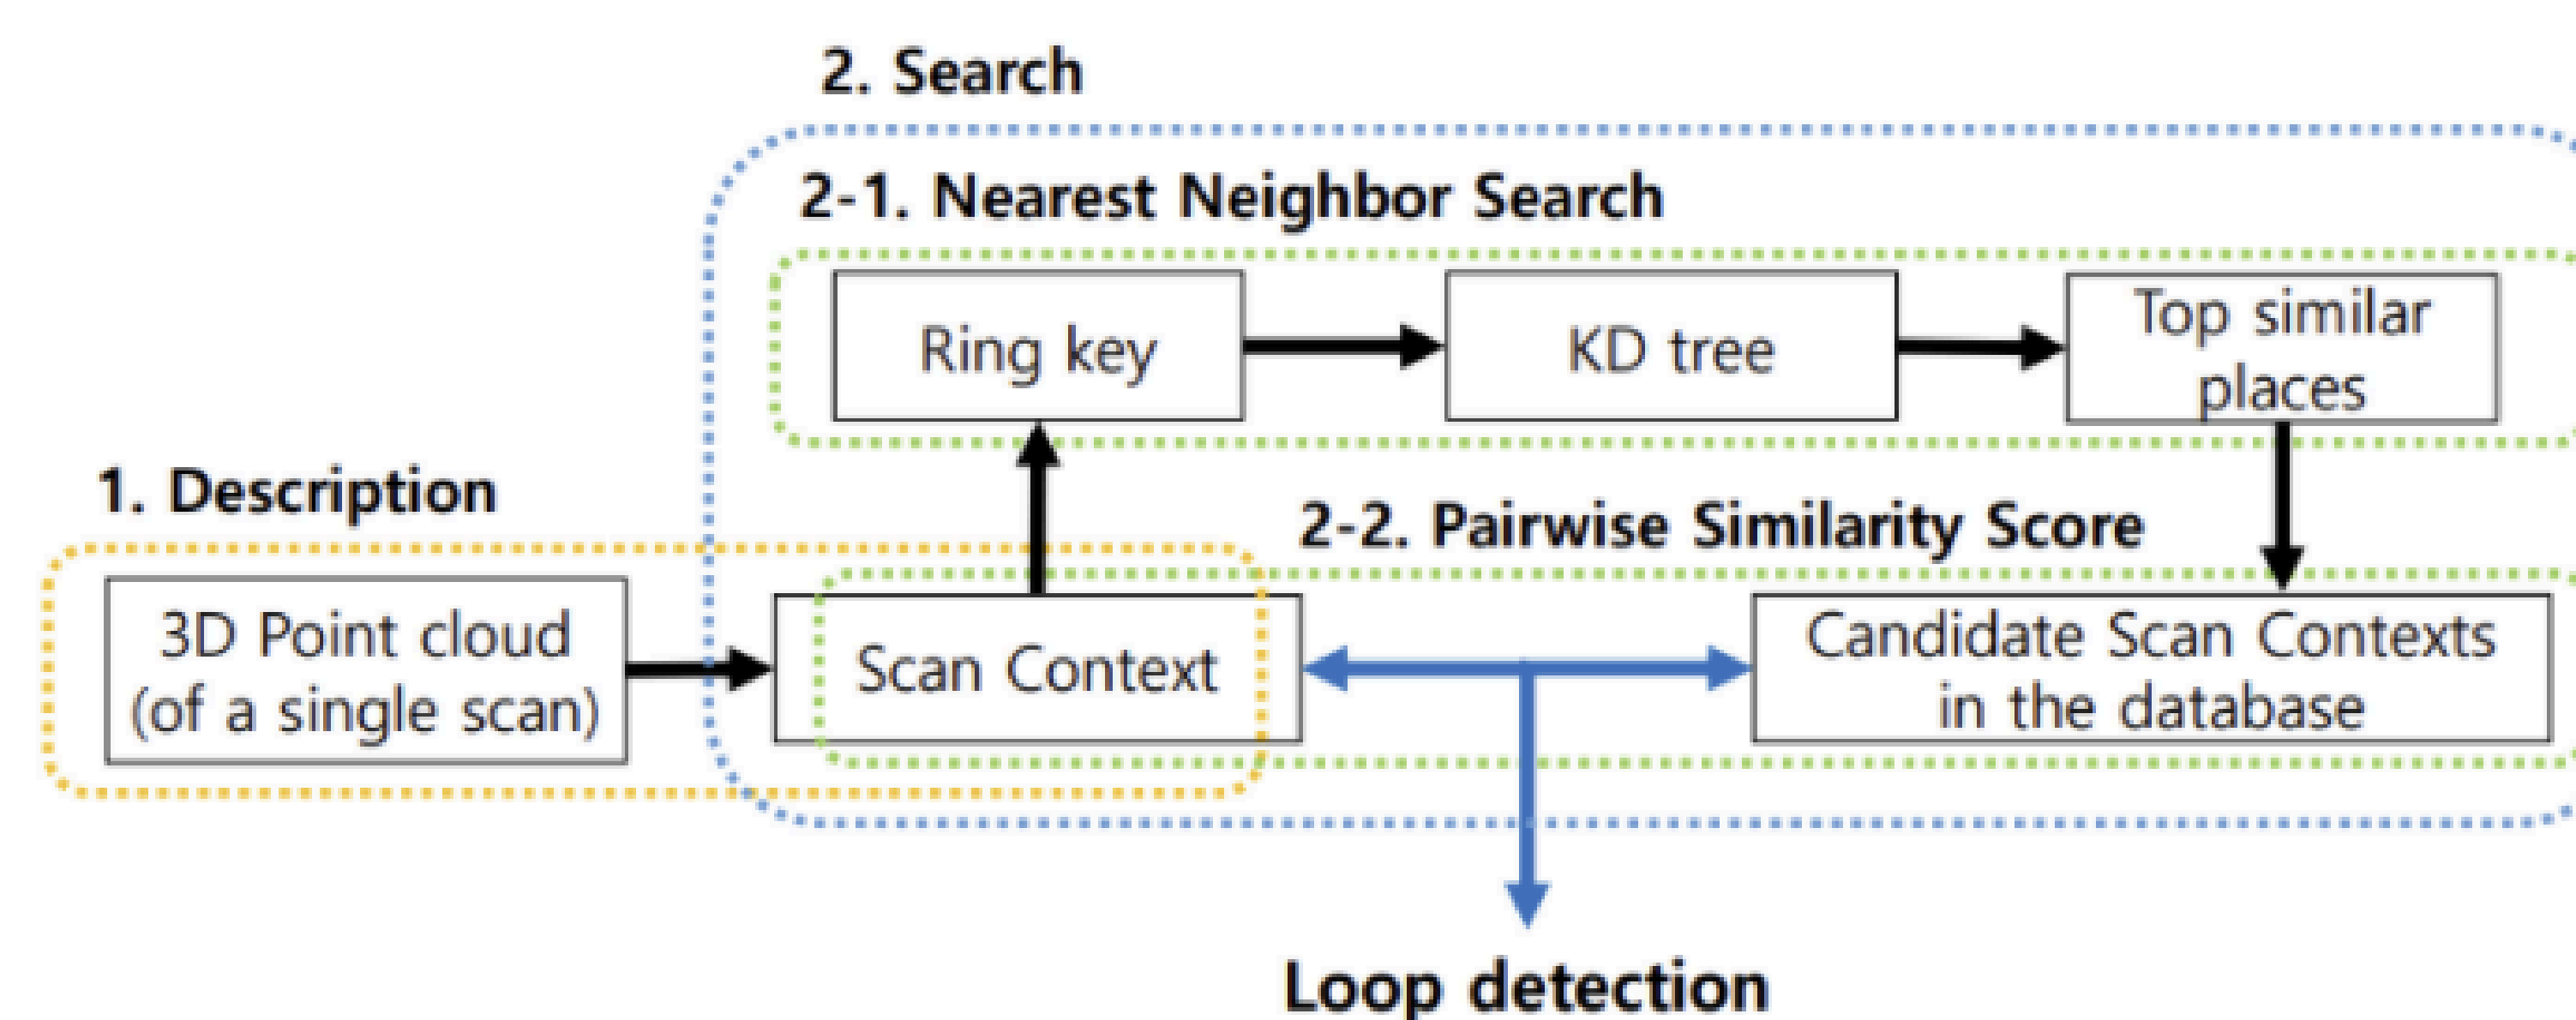 2. Search
2-1. Nearest Neighbor Search
Ring key
KD tree
Top similar
places
1. Description
2-2. Pairwise Similarity Score
3D Point cloud
(of a single scan)
Scan Context
Candidate Scan Contexts
in the database
Loop detection